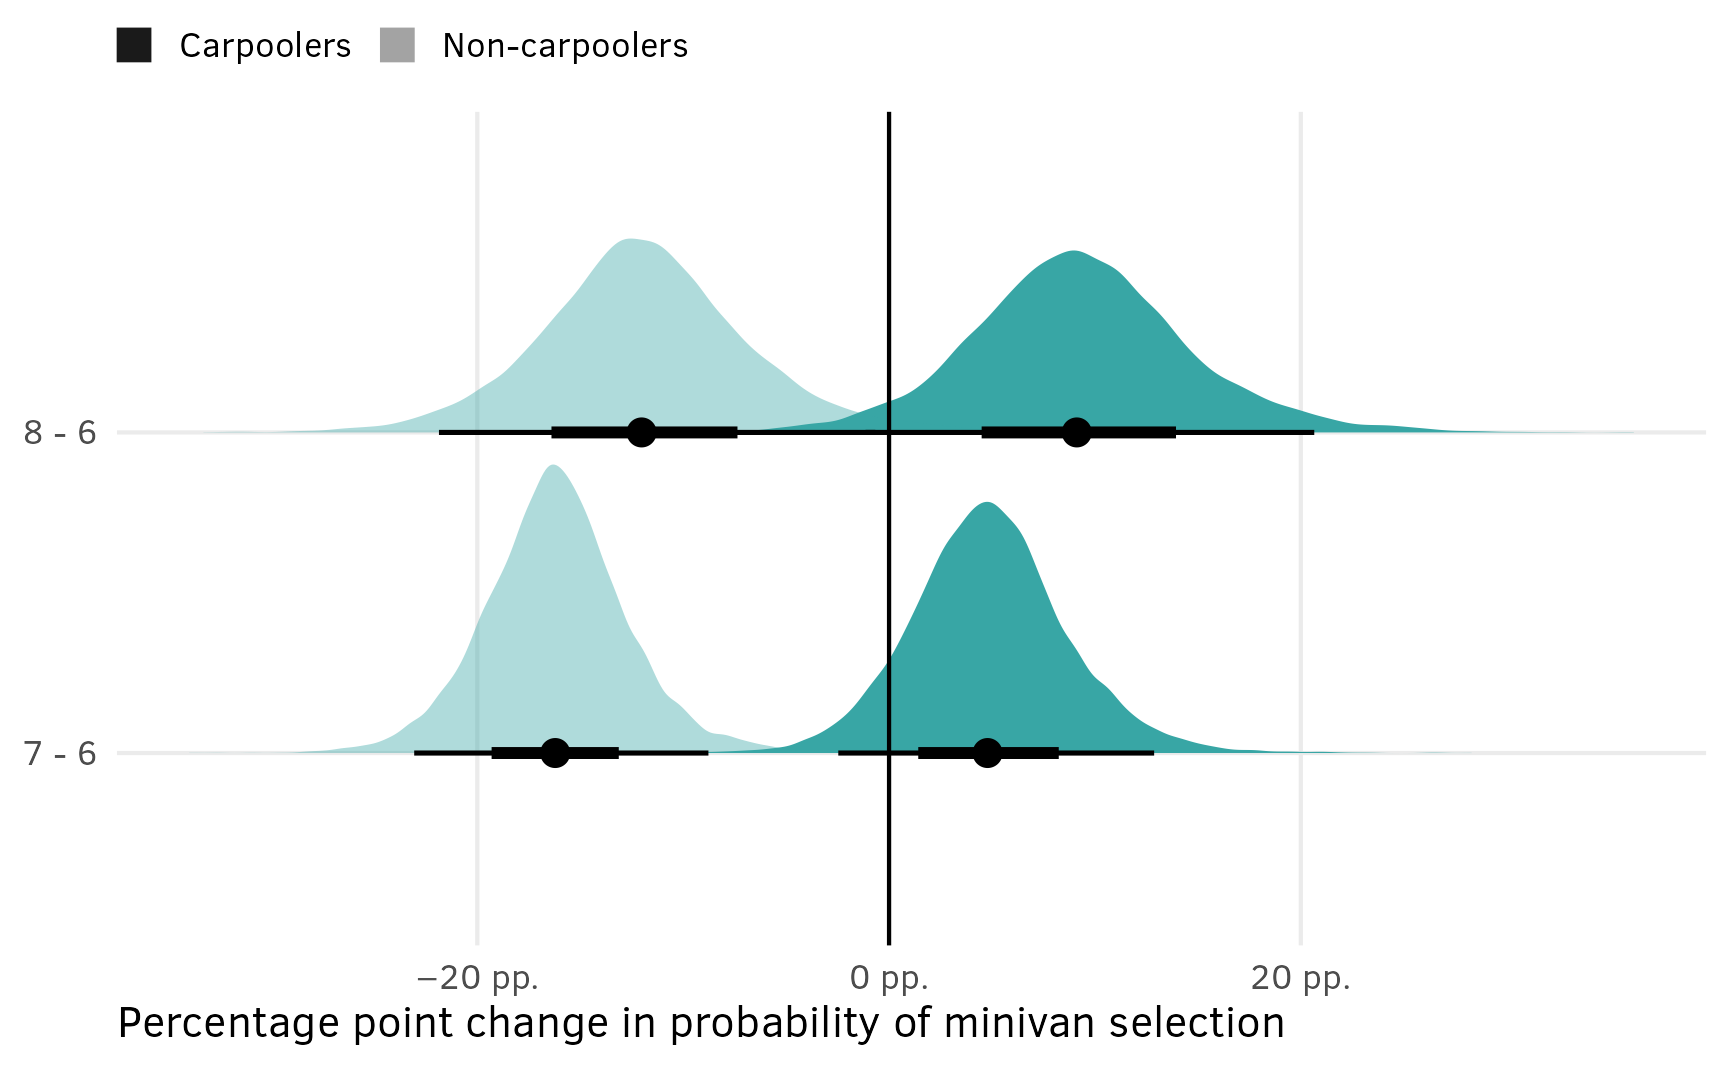 Carpoolers Non-carpoolers
8 - 6
7 - 6
−20 pp. 0 pp. 20 pp.
Percentage point change in probability of minivan selection